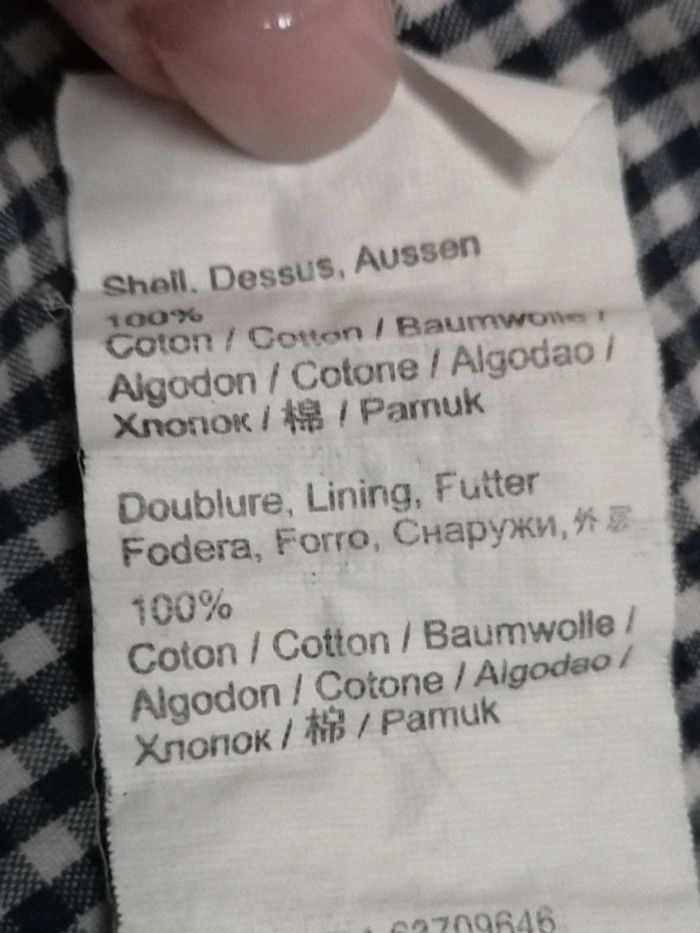 Shell. Dessus, Aussen
100%
Coton / Cotton / Baumwolle /
Algodon / Cotone / Algodao /
Хлопок / 棉 / Pamuk
Doublure, Lining, Futter
Fodera, Forro, Снаружи, 外层
100%
Coton / Cotton / Baumwolle /
Algodon / Cotone / Algodao /
Хлопок / 棉 / Pamuk
63709646